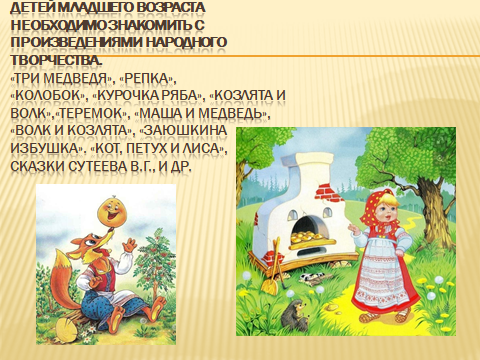 ДЕТЕЙ МЛАДШЕГО ВОЗРАСТА
НЕОБХОДИМО ЗНАКОМИТЬ С
ПРОИЗВЕДЕНИЯМИ НАРОДНОГО
ТВОРЧЕСТВА.
«ТРИ МЕДВЕДЯ», «РЕПКА»,
«КОЛОБОК», «КУРОЧКА РЯБА», «КОЗЛЯТА И
ВОЛК»,«ТЕРЕМОК», «МАША И МЕДВЕДЬ»,
«ВОЛК И КОЗЛЯТА», «ЗАЮШКИНА
ИЗБУШКА». «КОТ, ПЕТУХ И ЛИСА»,
СКАЗКИ СУТЕЕВА В.Г., И ДР.